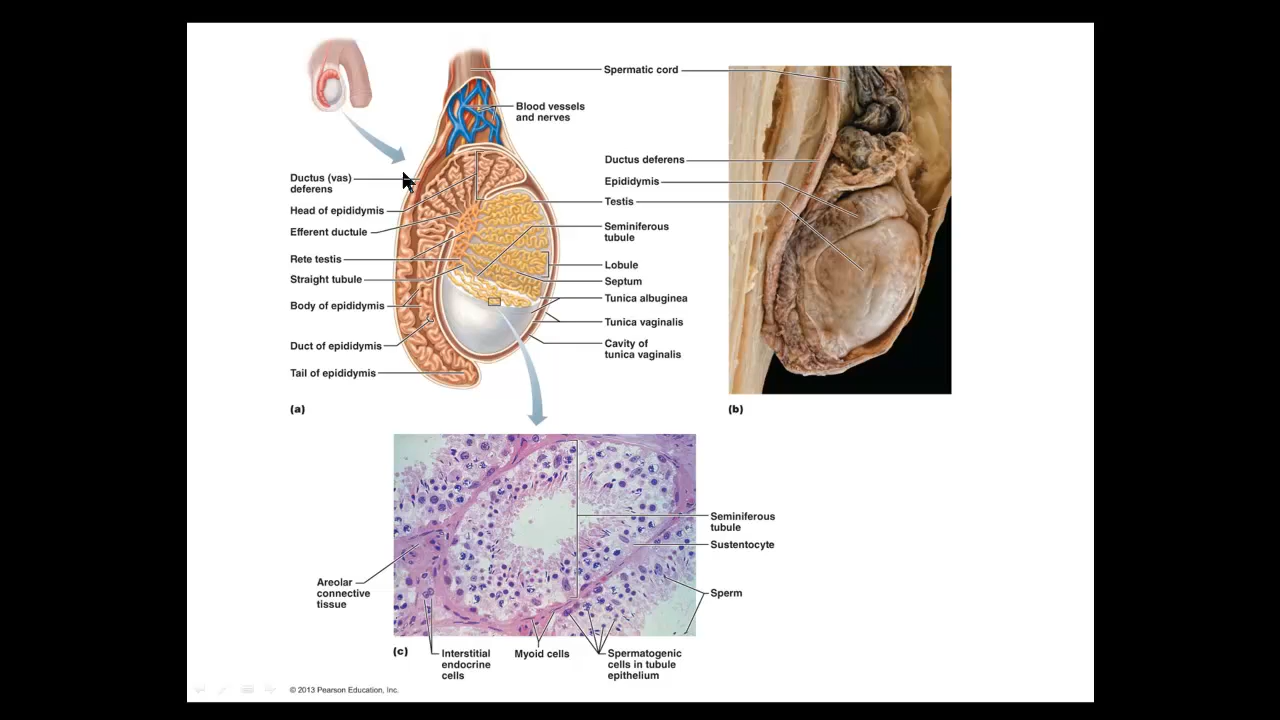 Spermatic cord
Blood vessels
and nerves
Ductus (vas)
deferens
Head of epididymis
Efferent ductule
Rete testis
Straight tubule
Body of epididymis
Duct of epididymis
Tail of epididymis
Ductus deferens
Epididymis
Testis
Seminiferous
tubule
Lobule
Septum
Tunica albuginea
Tunica vaginalis
Cavity of
tunica vaginalis
(a)
(b)
Seminiferous
tubule
Sustentocyte
Sperm
Areolar
connective
tissue
(c)
Interstitial
endocrine
cells
Myoid cells
Spermatogenic
cells in tubule
epithelium
© 2013 Pearson Education, Inc.